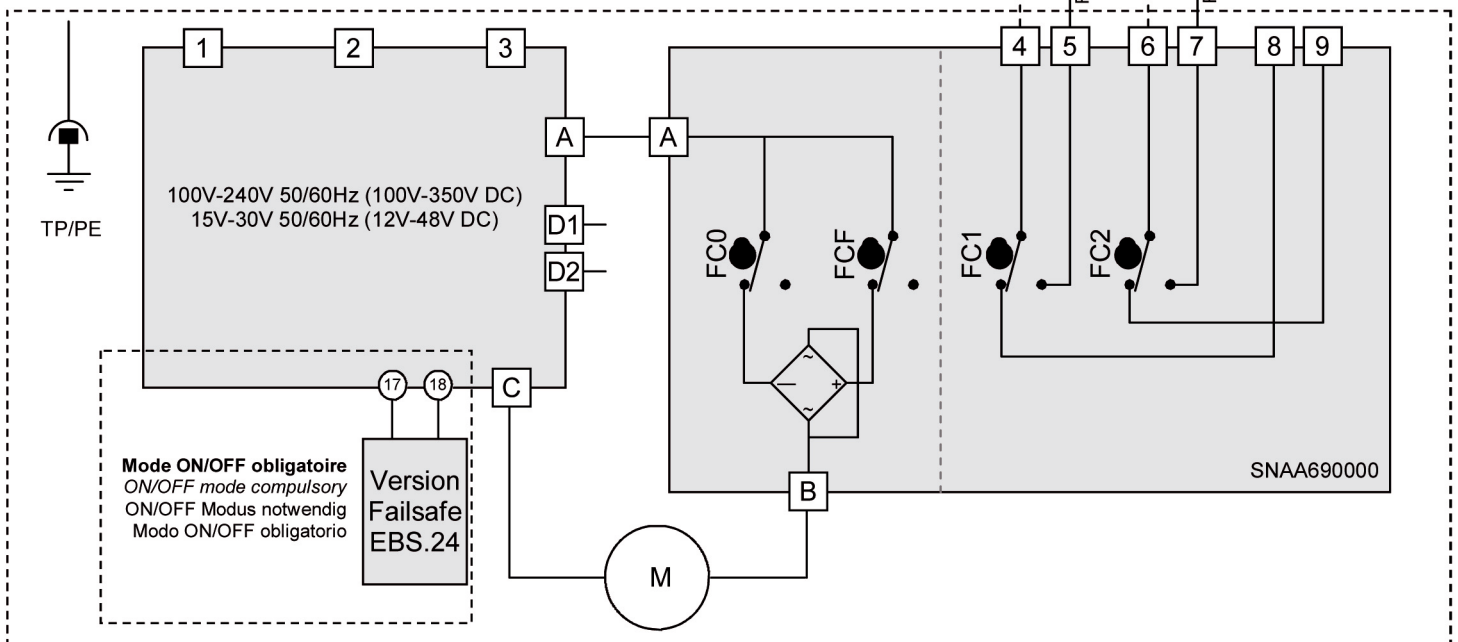 1
2
3
4
5
6
7
8
9
A
A
100V-240V 50/60Hz (100V-350V DC)
15V-30V 50/60Hz (12V-48V DC)
TP/PE
D1
D2
FC0
FCF
FC1
FC2
~
—
+
~
17
18
C
Mode ON/OFF obligatoire
ON/OFF mode compulsory
ON/OFF Modus notwendig
Modo ON/OFF obligatorio
Version
Failsafe
EBS.24
SNAA690000
B
M